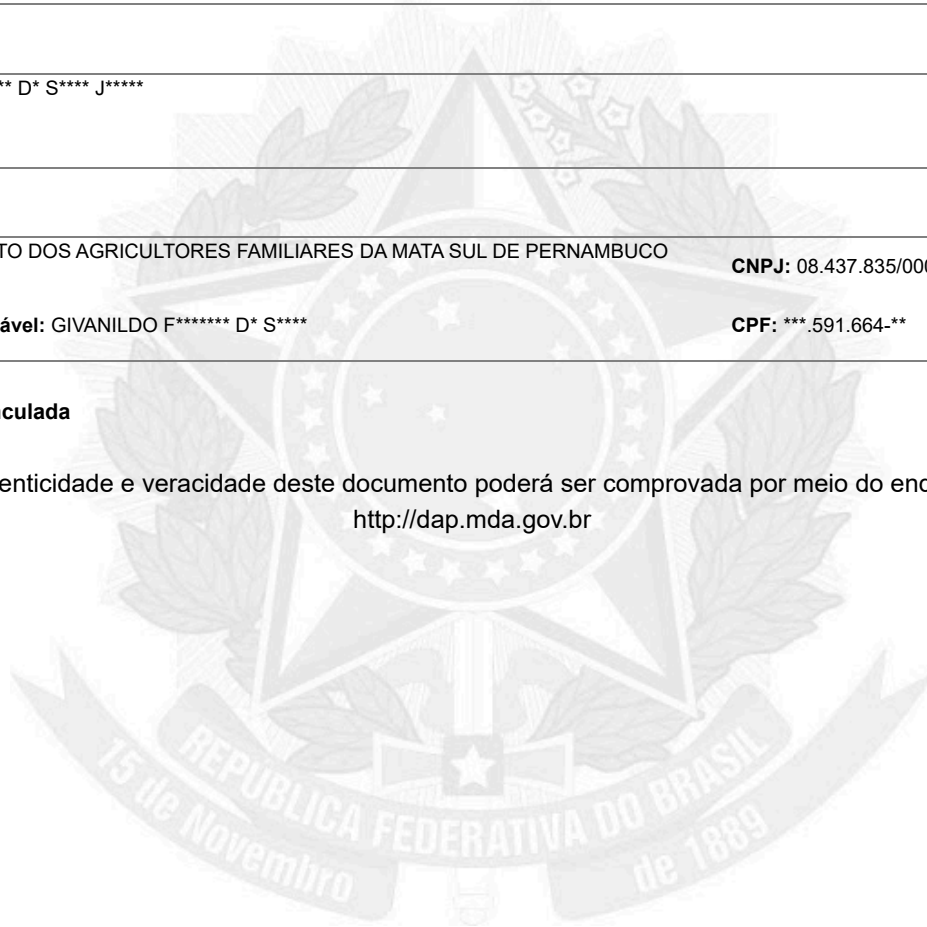 ** D* S**** J*****
TO DOS AGRICULTORES FAMILIARES DA MATA SUL DE PERNAMBUCO
CNPJ: 08.437.835/000
ável: GIVANILDO F******* D* S****
CPF: ***.591.664-**
culada
enticidade e veracidade deste documento poderá ser comprovada por meio do end
http://dap.mda.gov.br
REPÚBLICA FEDERATIVA DO BRASIL
15 de Novembro
de 1889